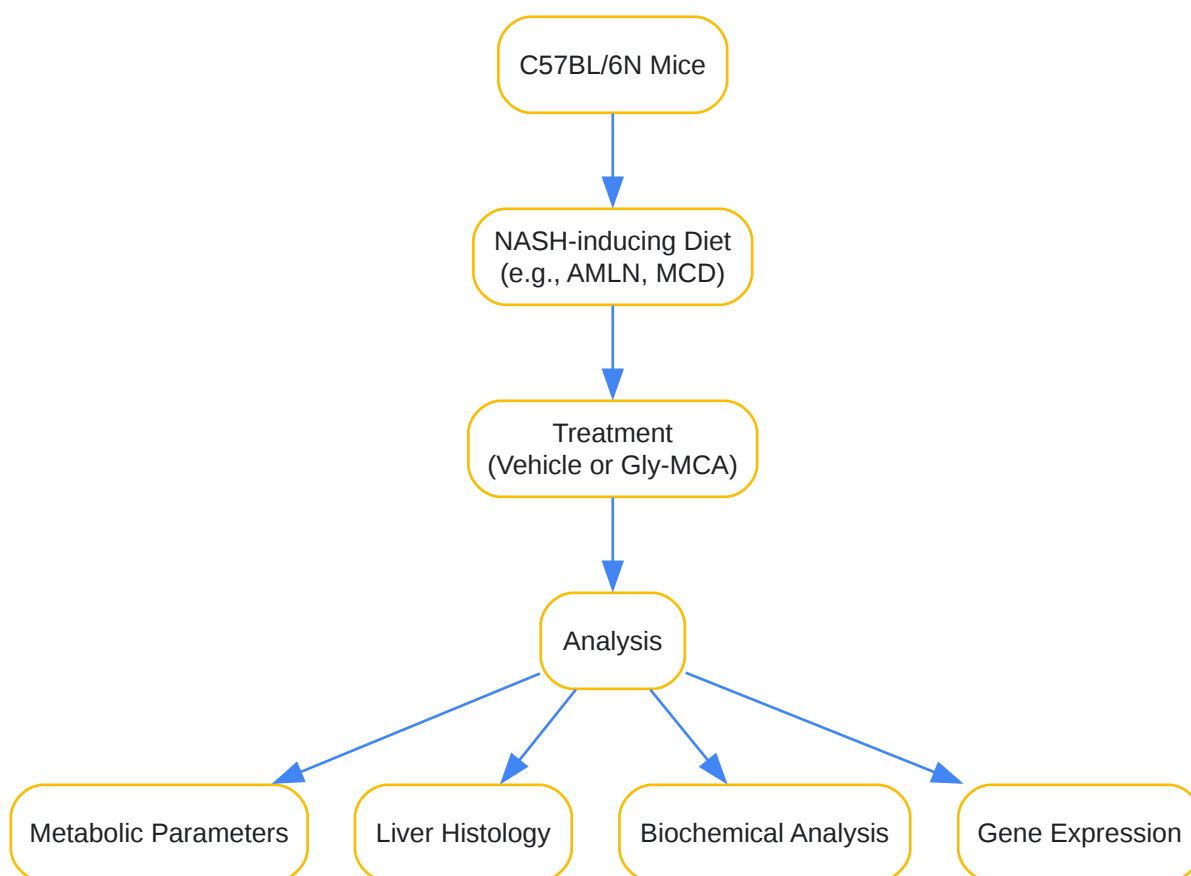 C57BL/6N Mice
NASH-inducing Diet
(e.g., AMLN, MCD)
Treatment
(Vehicle or Gly-MCA)
Analysis
Metabolic Parameters
Liver Histology
Biochemical Analysis
Gene Expression